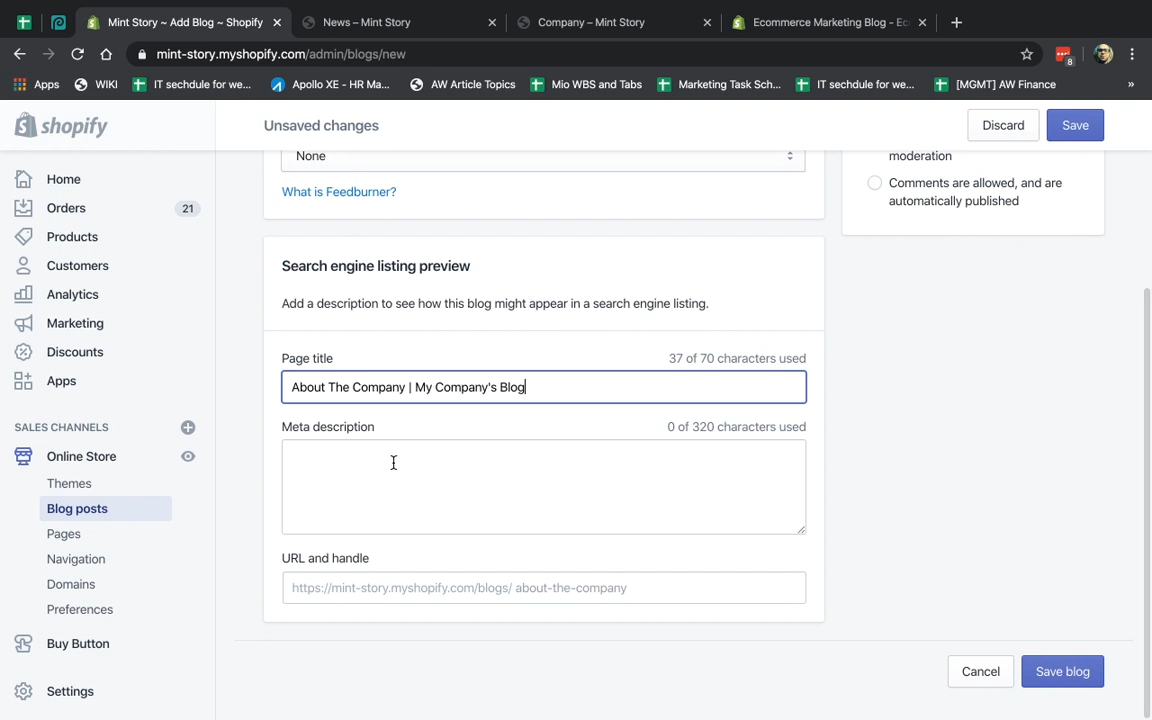 Mint Story ~ Add Blog ~ Shopify
News – Mint Story
Company – Mint Story
Ecommerce Marketing Blog - Ec
mint-story.myshopify.com/admin/blogs/new
8
Apps
WIKI
IT sechdule for we...
Apollo XE - HR Ma...
AW Article Topics
Mio WBS and Tabs
Marketing Task Sch...
IT sechdule for we...
[MGMT] AW Finance
»
shopify
Unsaved changes
Discard
Save
Home
Orders
21
Products
Customers
Analytics
Marketing
Discounts
Apps
SALES CHANNELS
Online Store
Themes
Blog posts
Pages
Navigation
Domains
Preferences
Buy Button
Settings
None
What is Feedburner?
moderation
Comments are allowed, and are
automatically published
Search engine listing preview
Add a description to see how this blog might appear in a search engine listing.
Page title
37 of 70 characters used
About The Company | My Company's Blog
Meta description
0 of 320 characters used
URL and handle
https://mint-story.myshopify.com/blogs/ about-the-company
Cancel
Save blog